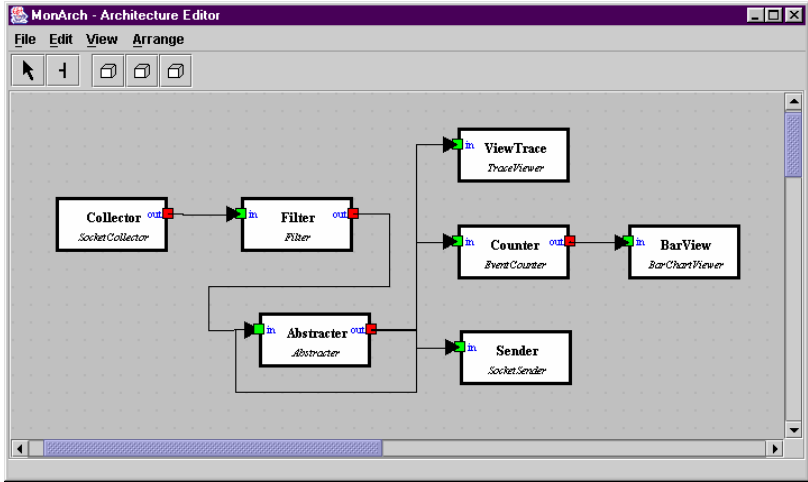 MonArch - Architecture Editor
File Edit View Arrange
in ViewTrace
TraceViewer
Collector out
SocketCollector
in Filter out
Filter
in Counter out
EventCounter
in BarView
BarChartViewer
in Abstracter out
Abstracter
in Sender
SocketSender